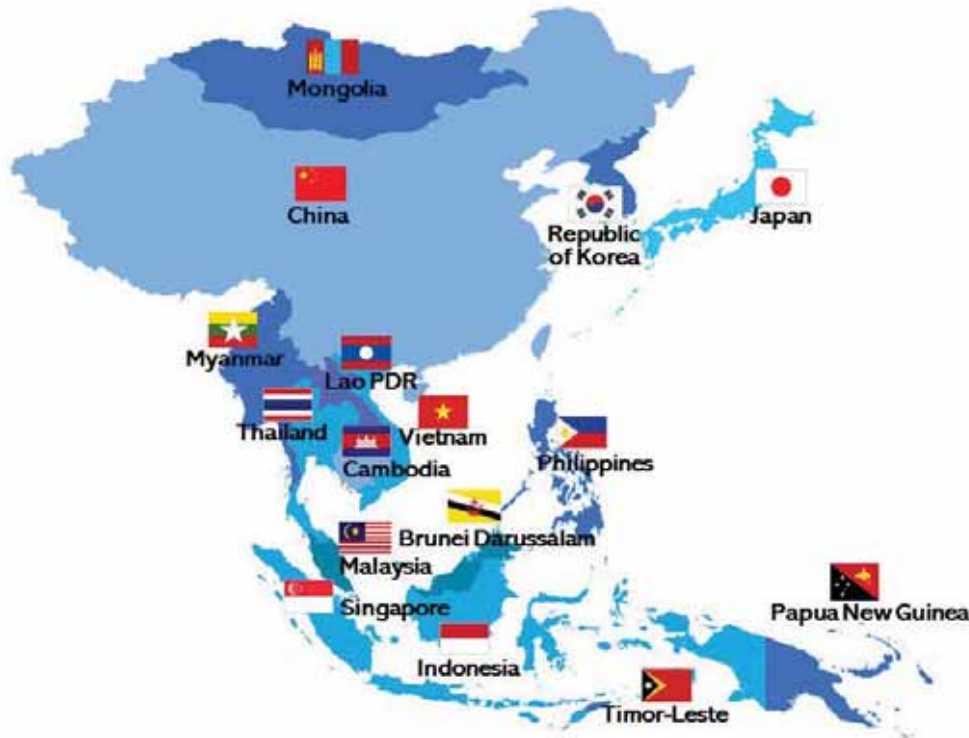 Mongolia
China
Republic
of Korea
Japan
Myanmar
Lao PDR
Thailand
Vietnam
Cambodia
Philippines
Brunei Darussalam
Malaysia
Singapore
Papua New Guinea
Indonesia
Timor-Leste